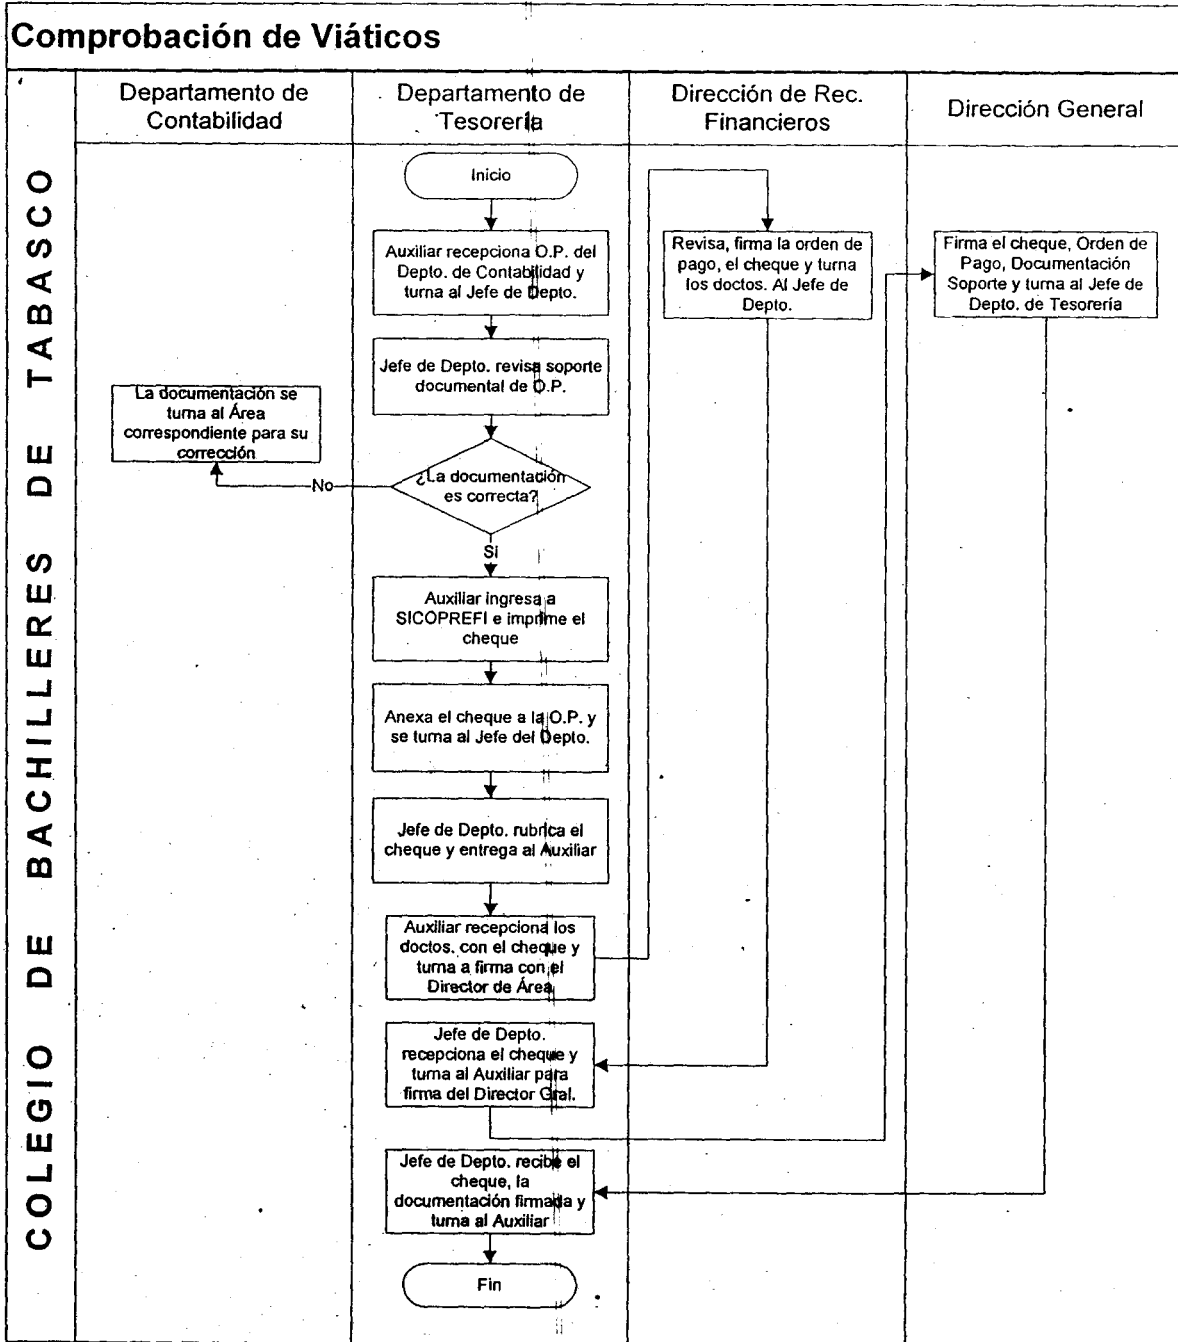 Comprobación de Viáticos
COLEGIO DE BACHILLERES DE TABASCO
Departamento de
Contabilidad
Departamento de
Tesorería
Dirección de Rec.
Financieros
Dirección General
Inicio
Auxiliar recepciona O.P. del
Depto. de Contabilidad y
turna al Jefe de Depto.
Revisa, firma la orden de
pago, el cheque y turna
los doctos. Al Jefe de
Depto.
Firma el cheque, Orden de
Pago, Documentación
Soporte y turna al Jefe de
Depto. de Tesorería
Jefe de Depto. revisa soporte
documental de O.P.
La documentación se
turna al Área
correspondiente para su
corrección
¿La documentación
es correcta?
No
Si
Auxiliar ingresa a
SICOPREFI e imprime el
cheque
Anexa el cheque a la O.P. y
se turna al Jefe del Depto.
Jefe de Depto. rubrica el
cheque y entrega al Auxiliar
Auxiliar recepciona los
doctos. con el cheque y
turna a firma con el
Director de Área
Jefe de Depto.
recepciona el cheque y
turna al Auxiliar para
firma del Director Gral.
Jefe de Depto. recibe el
cheque, la
documentación firmada y
turna al Auxiliar
Fin